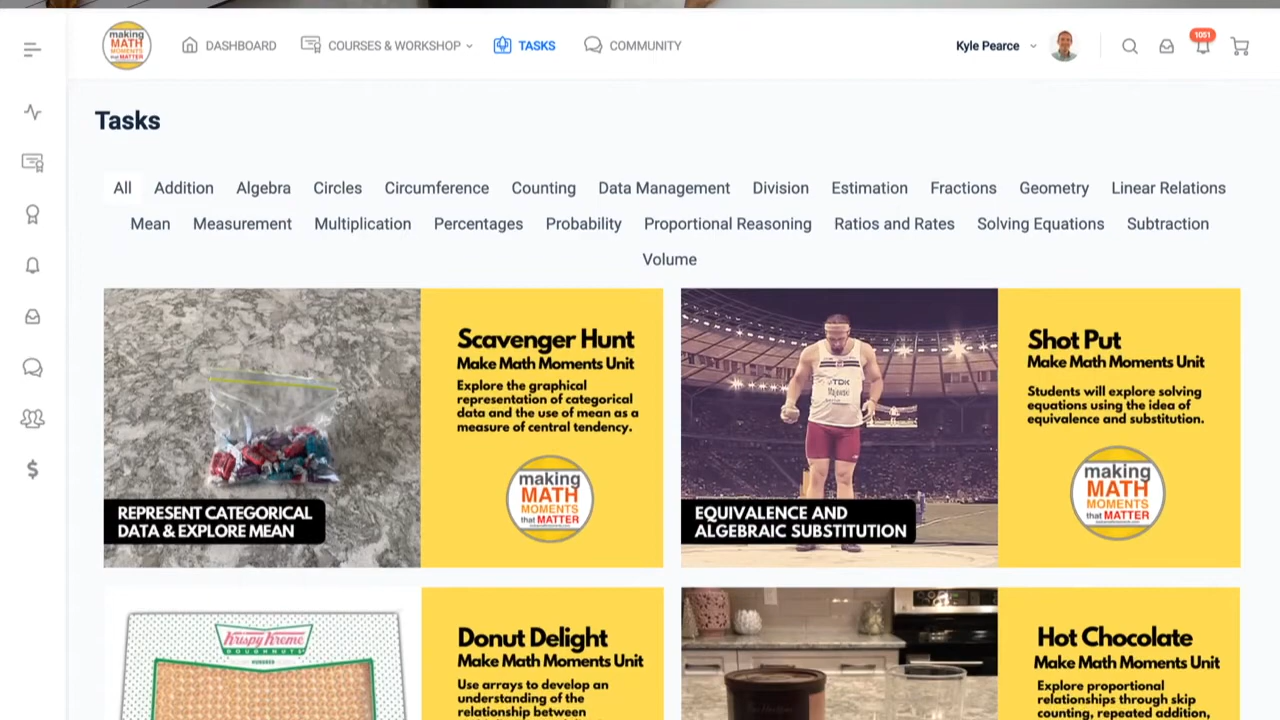 making
MATH
MOMENTS
that MATTER
DASHBOARD
COURSES & WORKSHOP
TASKS
COMMUNITY
Kyle Pearce
1051
Tasks
All Addition Algebra Circles Circumference Counting Data Management Division Estimation Fractions Geometry Linear Relations
Mean Measurement Multiplication Percentages Probability Proportional Reasoning Ratios and Rates Solving Equations Subtraction
Volume
REPRESENT CATEGORICAL
DATA & EXPLORE MEAN
Scavenger Hunt
Make Math Moments Unit
Explore the graphical
representation of categorical
data and the use of mean as a
measure of central tendency.
making
MATH
MOMENTS
that MATTER
TDK
Majewski
EQUIVALENCE AND
ALGEBRAIC SUBSTITUTION
Shot Put
Make Math Moments Unit
Students will explore solving
equations using the idea of
equivalence and substitution.
making
MATH
MOMENTS
that MATTER
Krispy Kreme
DOUGHNUTS
Donut Delight
Make Math Moments Unit
Use arrays to develop an
understanding of the
relationship between
Hot Chocolate
Make Math Moments Unit
Explore proportional
relationships through skip
counting, repeated addition,